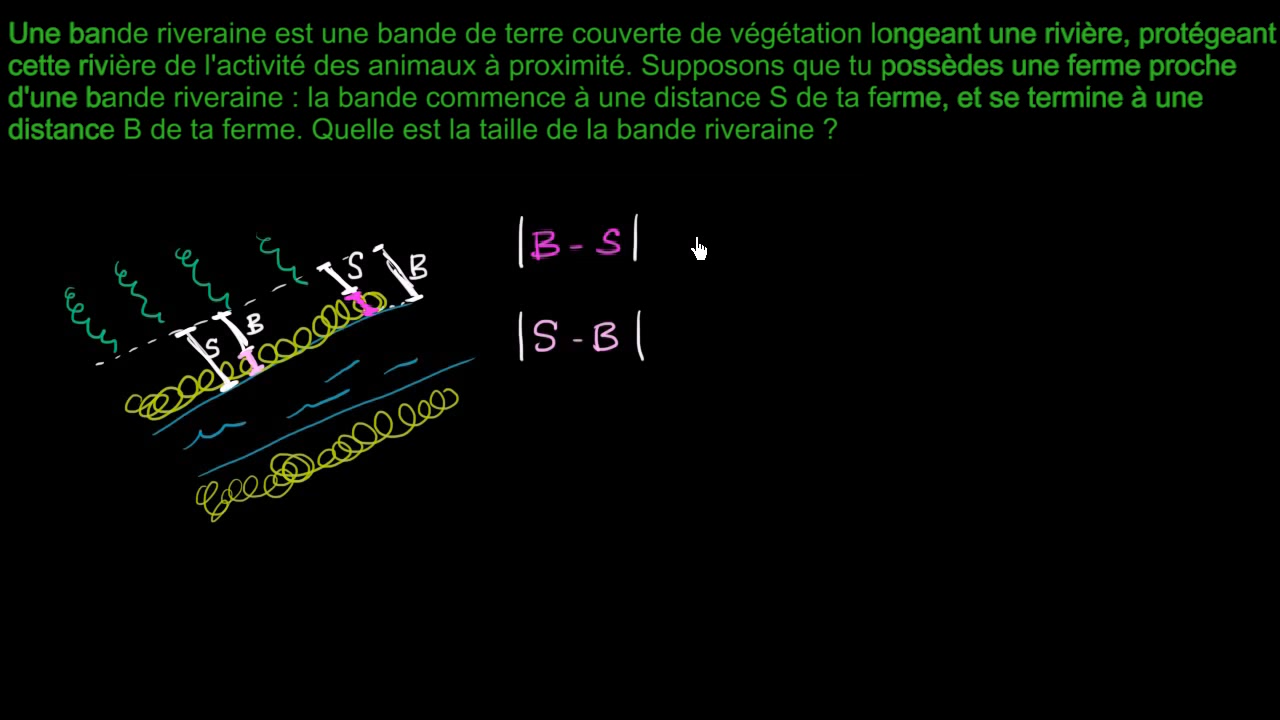 Une bande riveraine est une bande de terre couverte de végétation longeant une rivière, protégeant
cette rivière de l'activité des animaux à proximité. Supposons que tu possèdes une ferme proche
d'une bande riveraine : la bande commence à une distance S de ta ferme, et se termine à une
distance B de ta ferme. Quelle est la taille de la bande riveraine ?
|B - S|
S
B
B
S
|S - B|